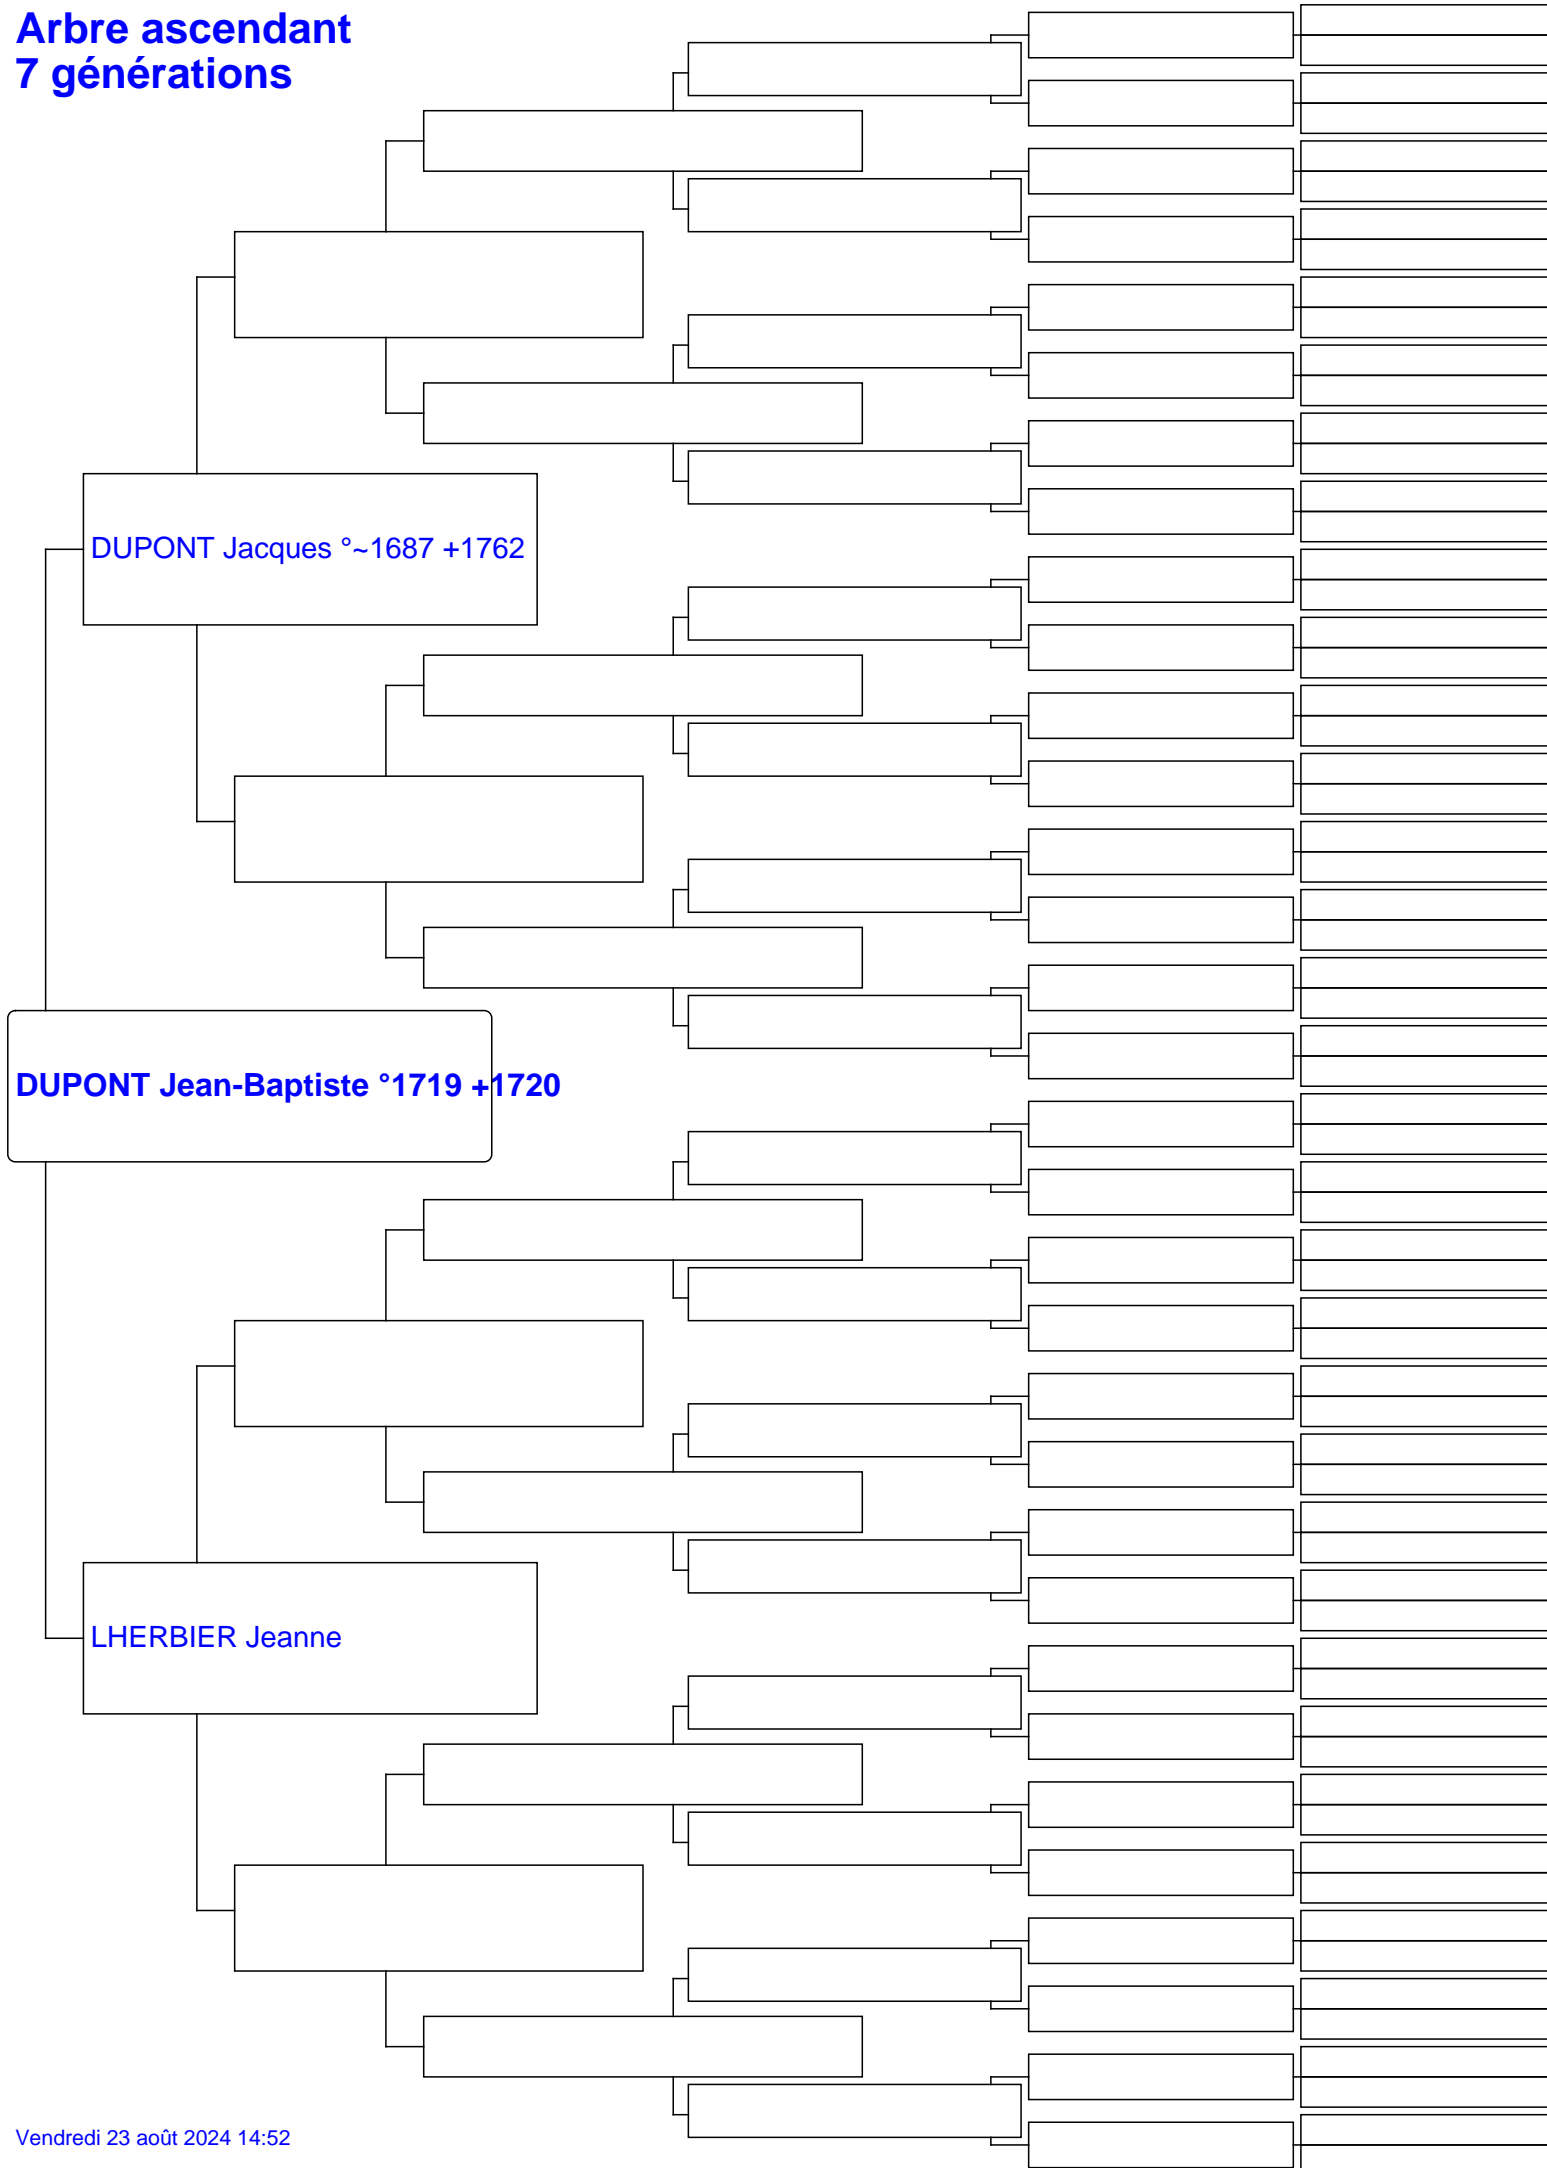 Arbre ascendant
7 générations
DUPONT Jacques °~1687 +1762
DUPONT Jean-Baptiste °1719 +1720
LHERBIER Jeanne
Vendredi 23 août 2024 14:52